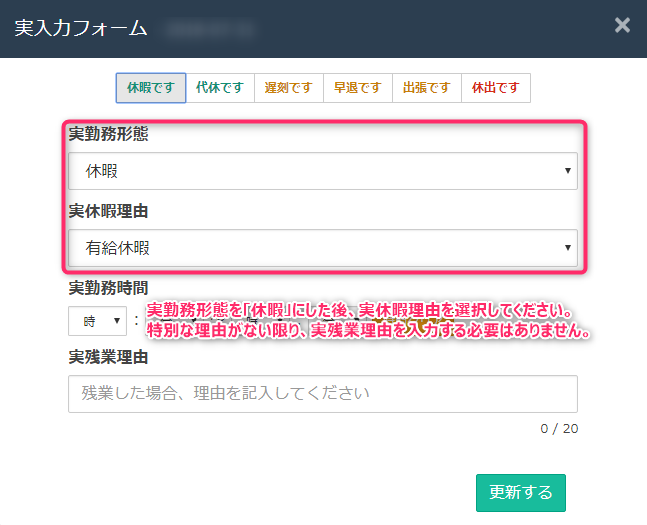 実入力フォーム
休暇です 代休です 遅刻です 早退です 出張です 休出です
実勤務形態
休暇
実休暇理由
有給休暇
実勤務時間
時 :
実勤務形態を「休暇」にした後、実休暇理由を選択してください。
特別な理由がない限り、実残業理由を入力する必要はありません。
実残業理由
残業した場合、理由を記入してください
0 / 20
更新する